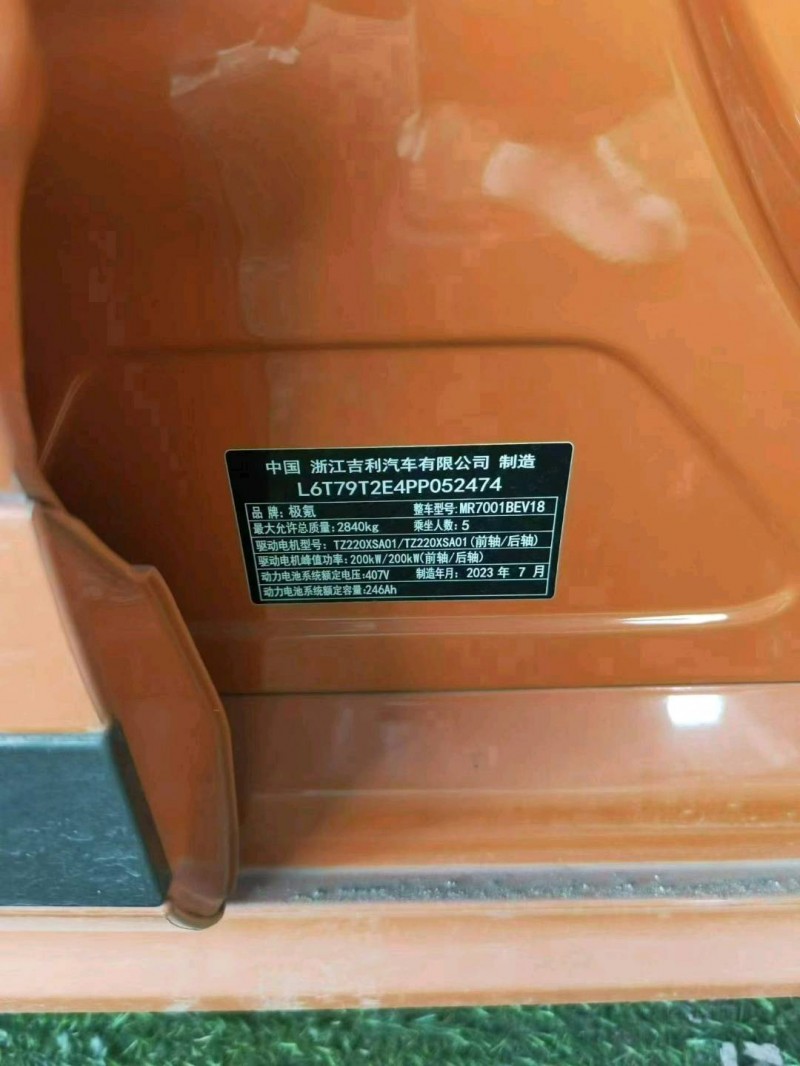 中国 浙江吉利汽车有限公司 制造
L6T79T2E4PP052474
品牌:极氪 整车型号:MR7001BEV18
最大允许总质量:2840kg 乘坐人数:5
驱动电机型号:TZ220XSA01/TZ220XSA01(前轴/后轴)
驱动电机峰值功率:200kW/200kW(前轴/后轴)
动力电池系统额定电压:407V 制造年月:2023年 7月
动力电池系统额定容量:246Ah